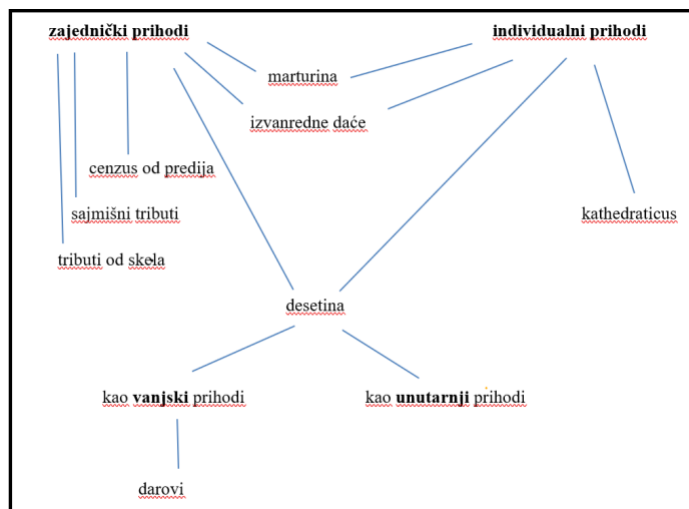 zajednički prihodi
individualni prihodi
marturina
izvanredne daće
cenzus od predija
sajmišni tributi
kathedraticus
tributi od skela
desetina
kao vanjski prihodi
kao unutarnji prihodi
darovi